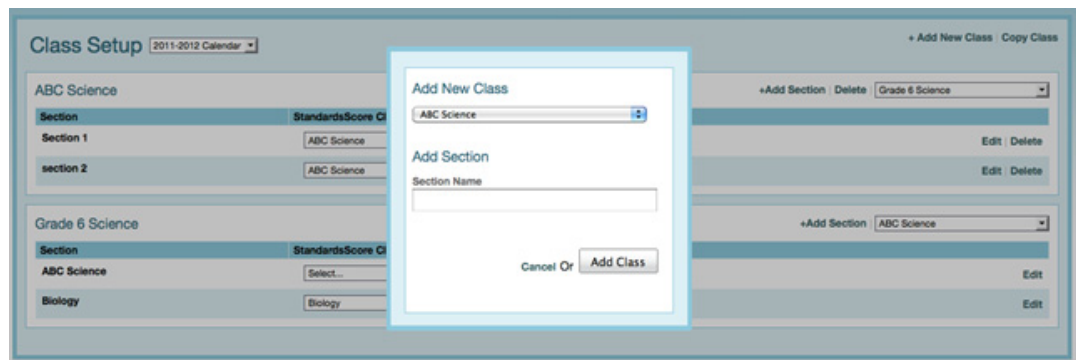 Class Setup 2011-2012 Calendar
+ Add New Class | Copy Class
ABC Science
+Add Section | Delete | Grade 6 Science
Section StandardsScore Cl
Section 1 ABC Science Edit | Delete
section 2 ABC Science Edit | Delete
Grade 6 Science
+Add Section | ABC Science
Section StandardsScore Cl
ABC Science Select... Edit
Biology Biology Edit
Add New Class
ABC Science
Add Section
Section Name
Cancel Or Add Class